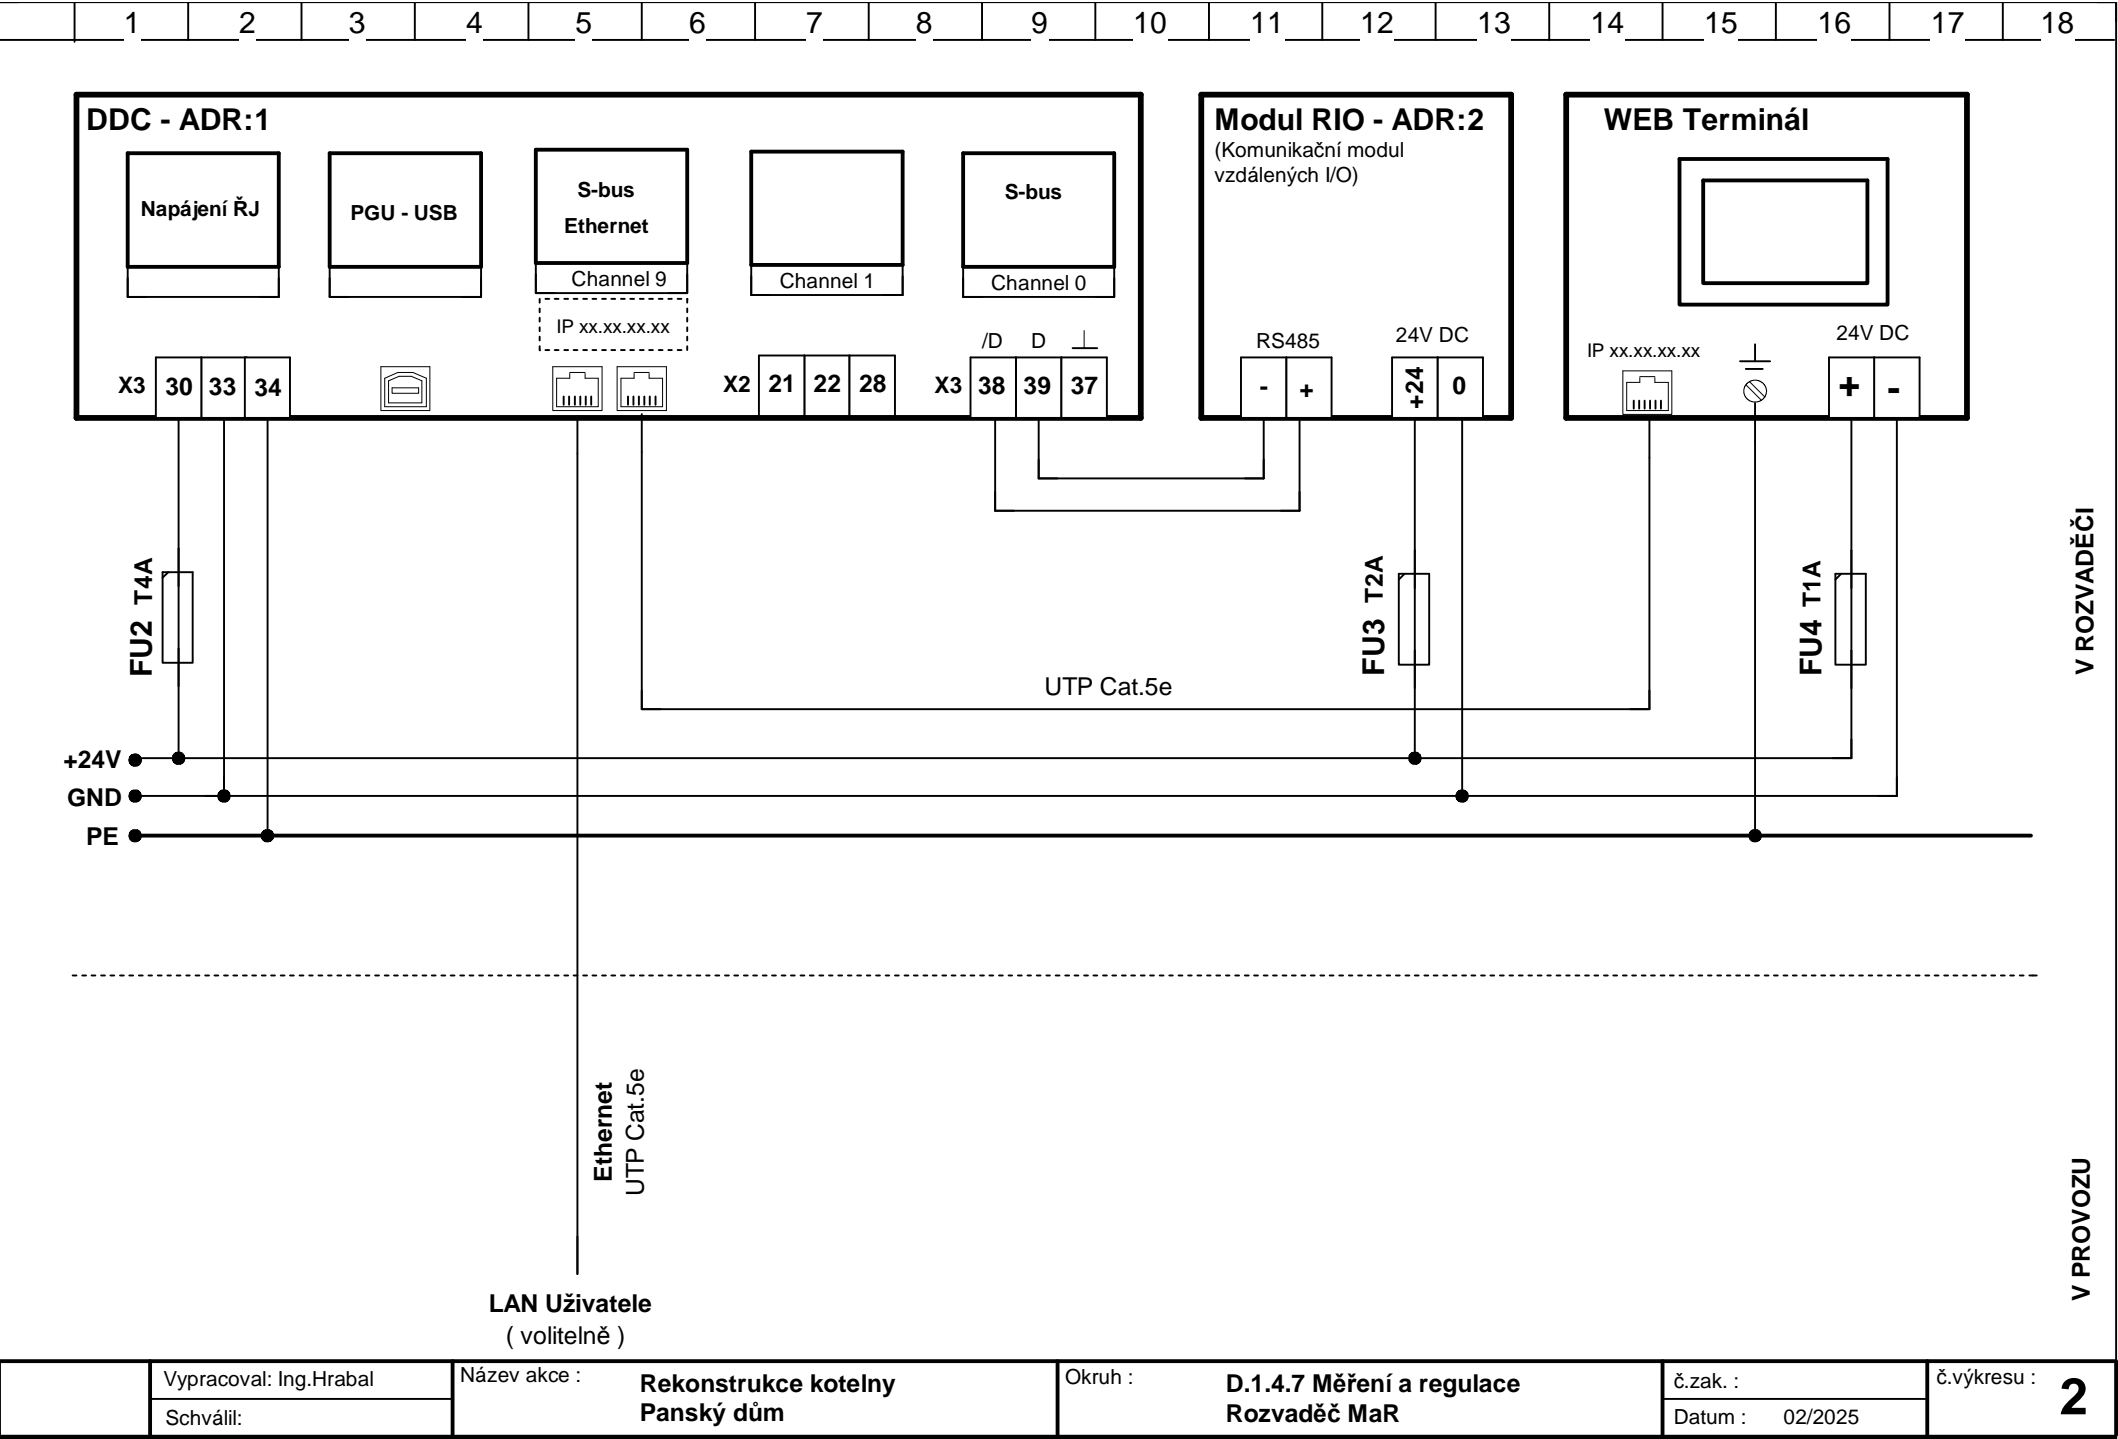 1 2 3 4 5 6 7 8 9 10 11 12 13 14 15 16 17 18
DDC - ADR:1
Napájení ŘJ
PGU - USB
S-bus
Ethernet
Channel 9
IP xx.xx.xx.xx
Channel 1
S-bus
Channel 0
/D D
X3 30 33 34
X2 21 22 28
X3 38 39 37
Modul RIO - ADR:2
(Komunikační modul
vzdálených I/O)
RS485
24V DC
- +
+24 0
WEB Terminál
IP xx.xx.xx.xx
24V DC
+ -
FU2 T4A
FU3 T2A
FU4 T1A
V ROZVADĚČI
UTP Cat.5e
+24V
GND
PE
Ethernet
UTP Cat.5e
V PROVOZU
LAN Uživatele
( volitelně )
Vypracoval: Ing.Hrabal
Schválil:
Název akce :
Rekonstrukce kotelny
Panský dům
Okruh :
D.1.4.7 Měření a regulace
Rozvaděč MaR
č.zak. :
Datum : 02/2025
č.výkresu :
2